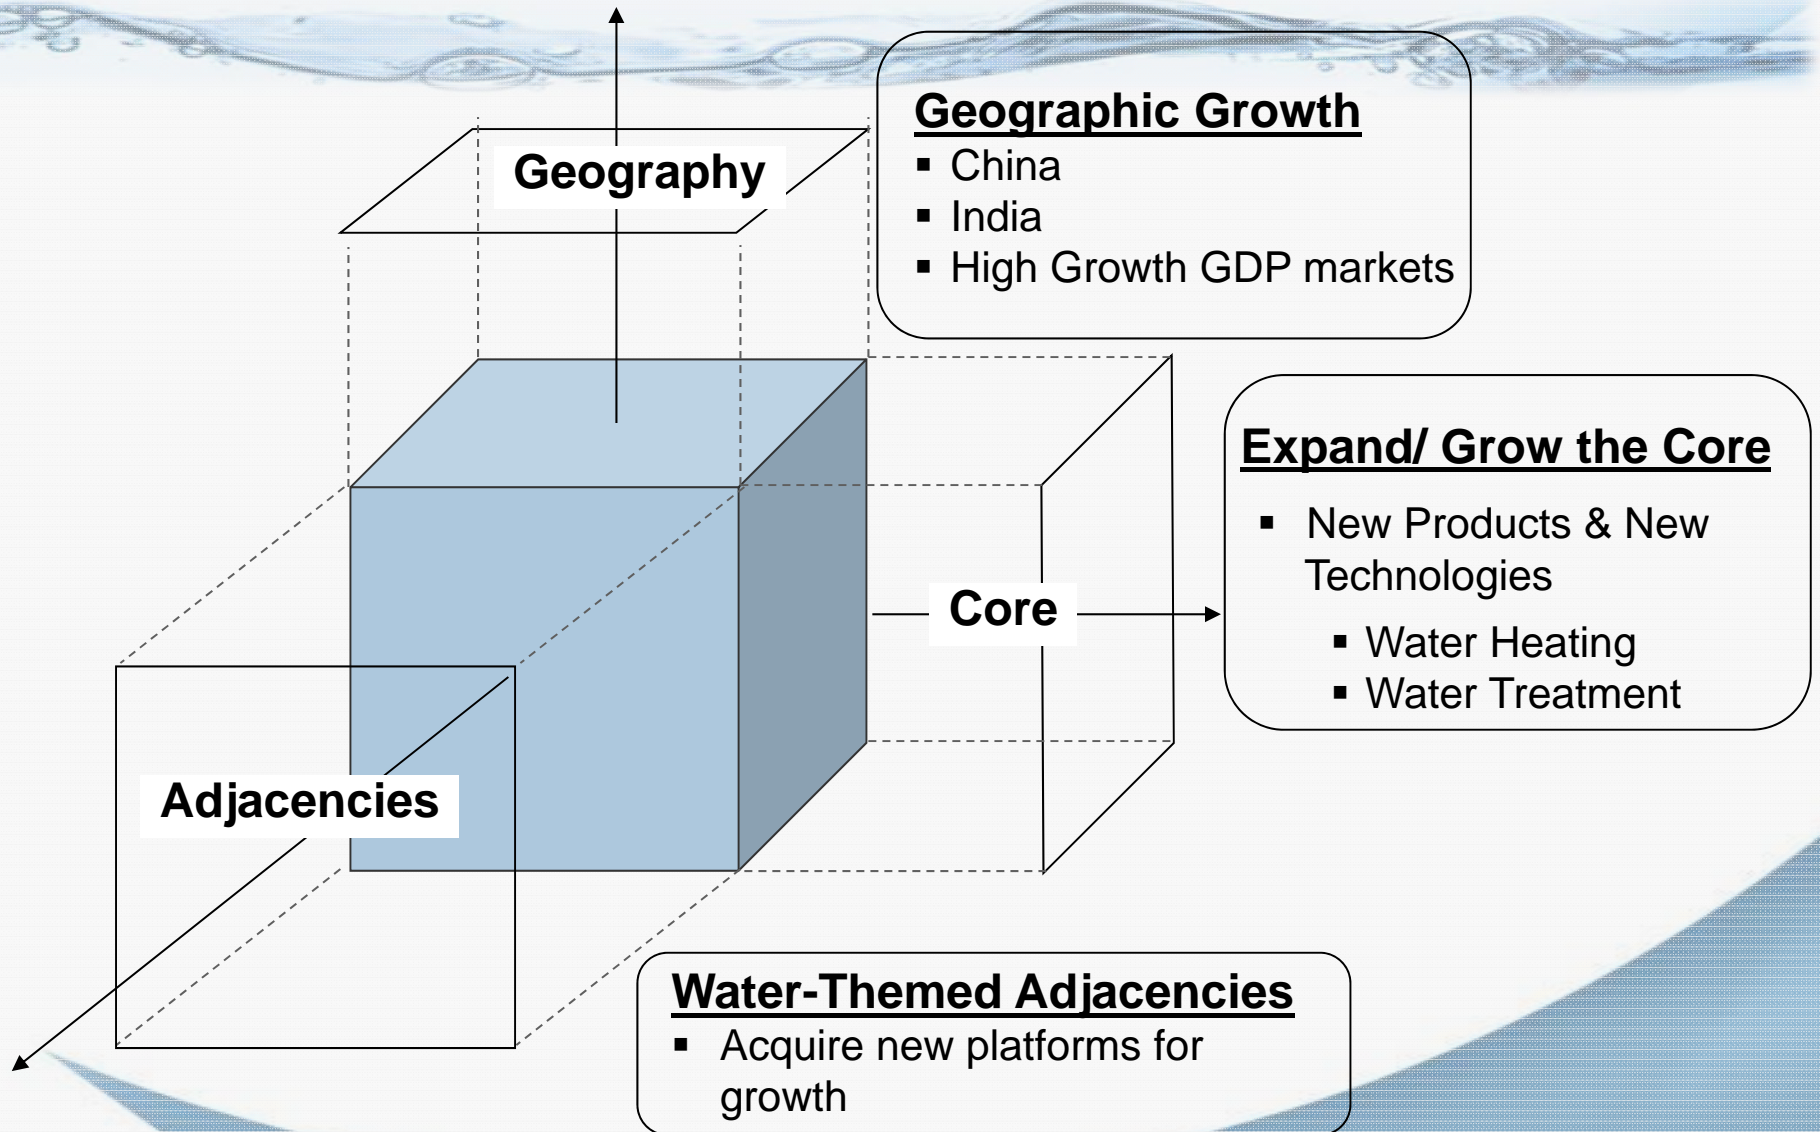 Geography
Geographic Growth
▪ China
▪ India
▪ High Growth GDP markets
Core
Expand/ Grow the Core
▪ New Products & New
Technologies
▪ Water Heating
▪ Water Treatment
Adjacencies
Water-Themed Adjacencies
▪ Acquire new platforms for
growth